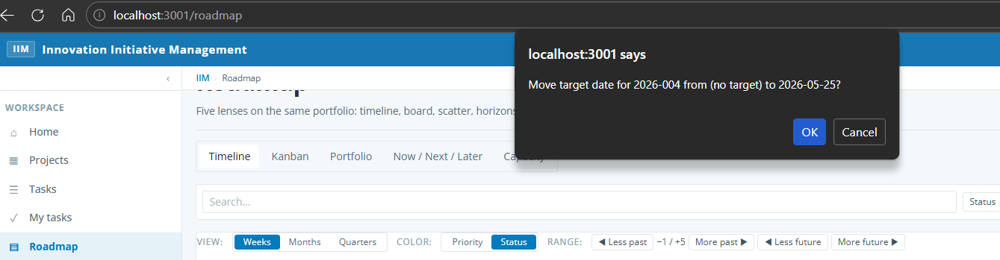 localhost:3001/roadmap
IIM Innovation Initiative Management
localhost:3001 says
Move target date for 2026-004 from (no target) to 2026-05-25?
OK Cancel
‹
IIM › Roadmap
WORKSPACE
Home
Projects
Tasks
My tasks
Roadmap
Roadmap
Five lenses on the same portfolio: timeline, board, scatter, horizons
Timeline Kanban Portfolio Now / Next / Later
Search...
Status
VIEW: Weeks Months Quarters COLOR: Priority Status RANGE: ◀ Less past −1 / +5 More past ▶ ◀ Less future More future ▶